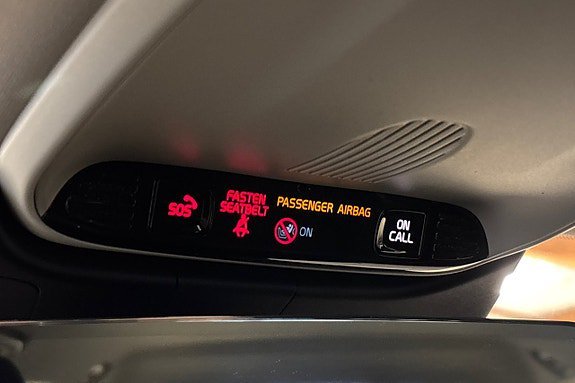 SOS
FASTEN
SEATBELT
PASSENGER AIRBAG
ON
ON
CALL